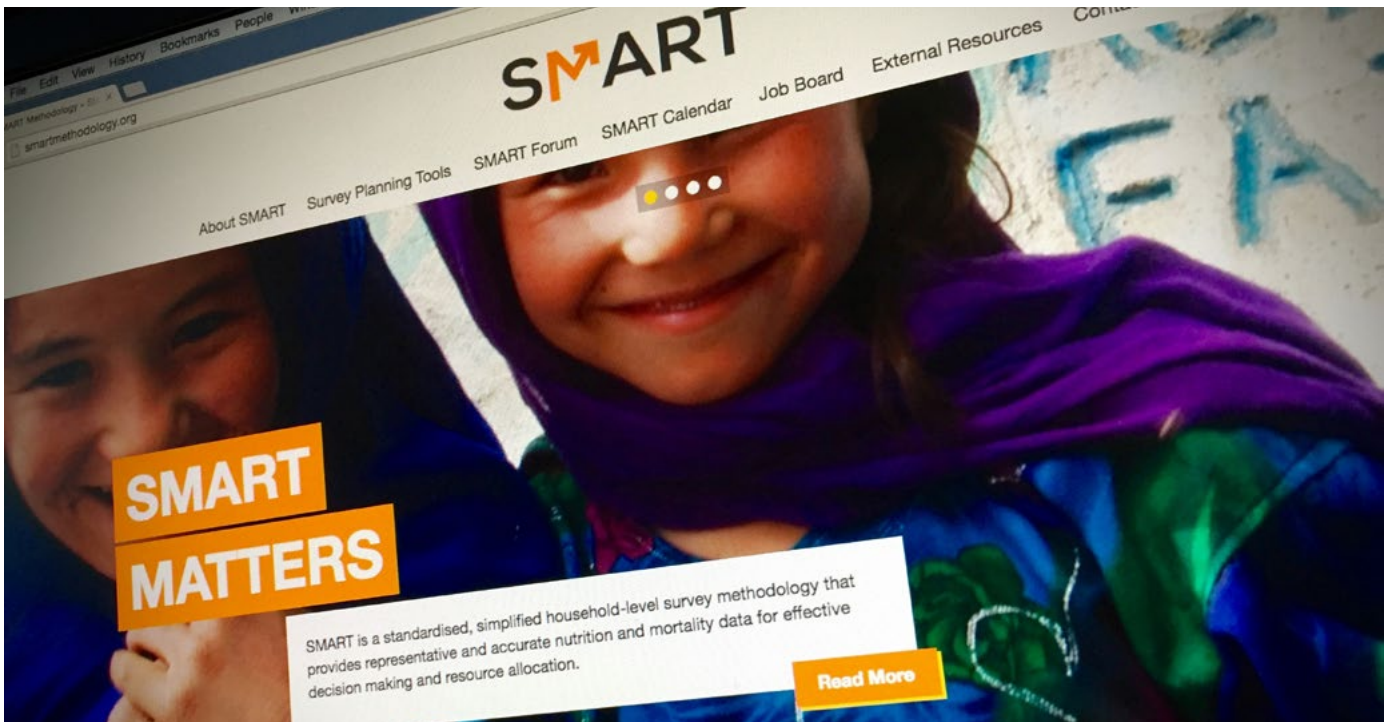 File Edit View History Bookmarks People
smartmethodology.org
SMART
About SMART Survey Planning Tools SMART Forum SMART Calendar Job Board External Resources
FA
SMART
MATTERS
SMART is a standardised, simplified household-level survey methodology that
provides representative and accurate nutrition and mortality data for effective
decision making and resource allocation.
Read More